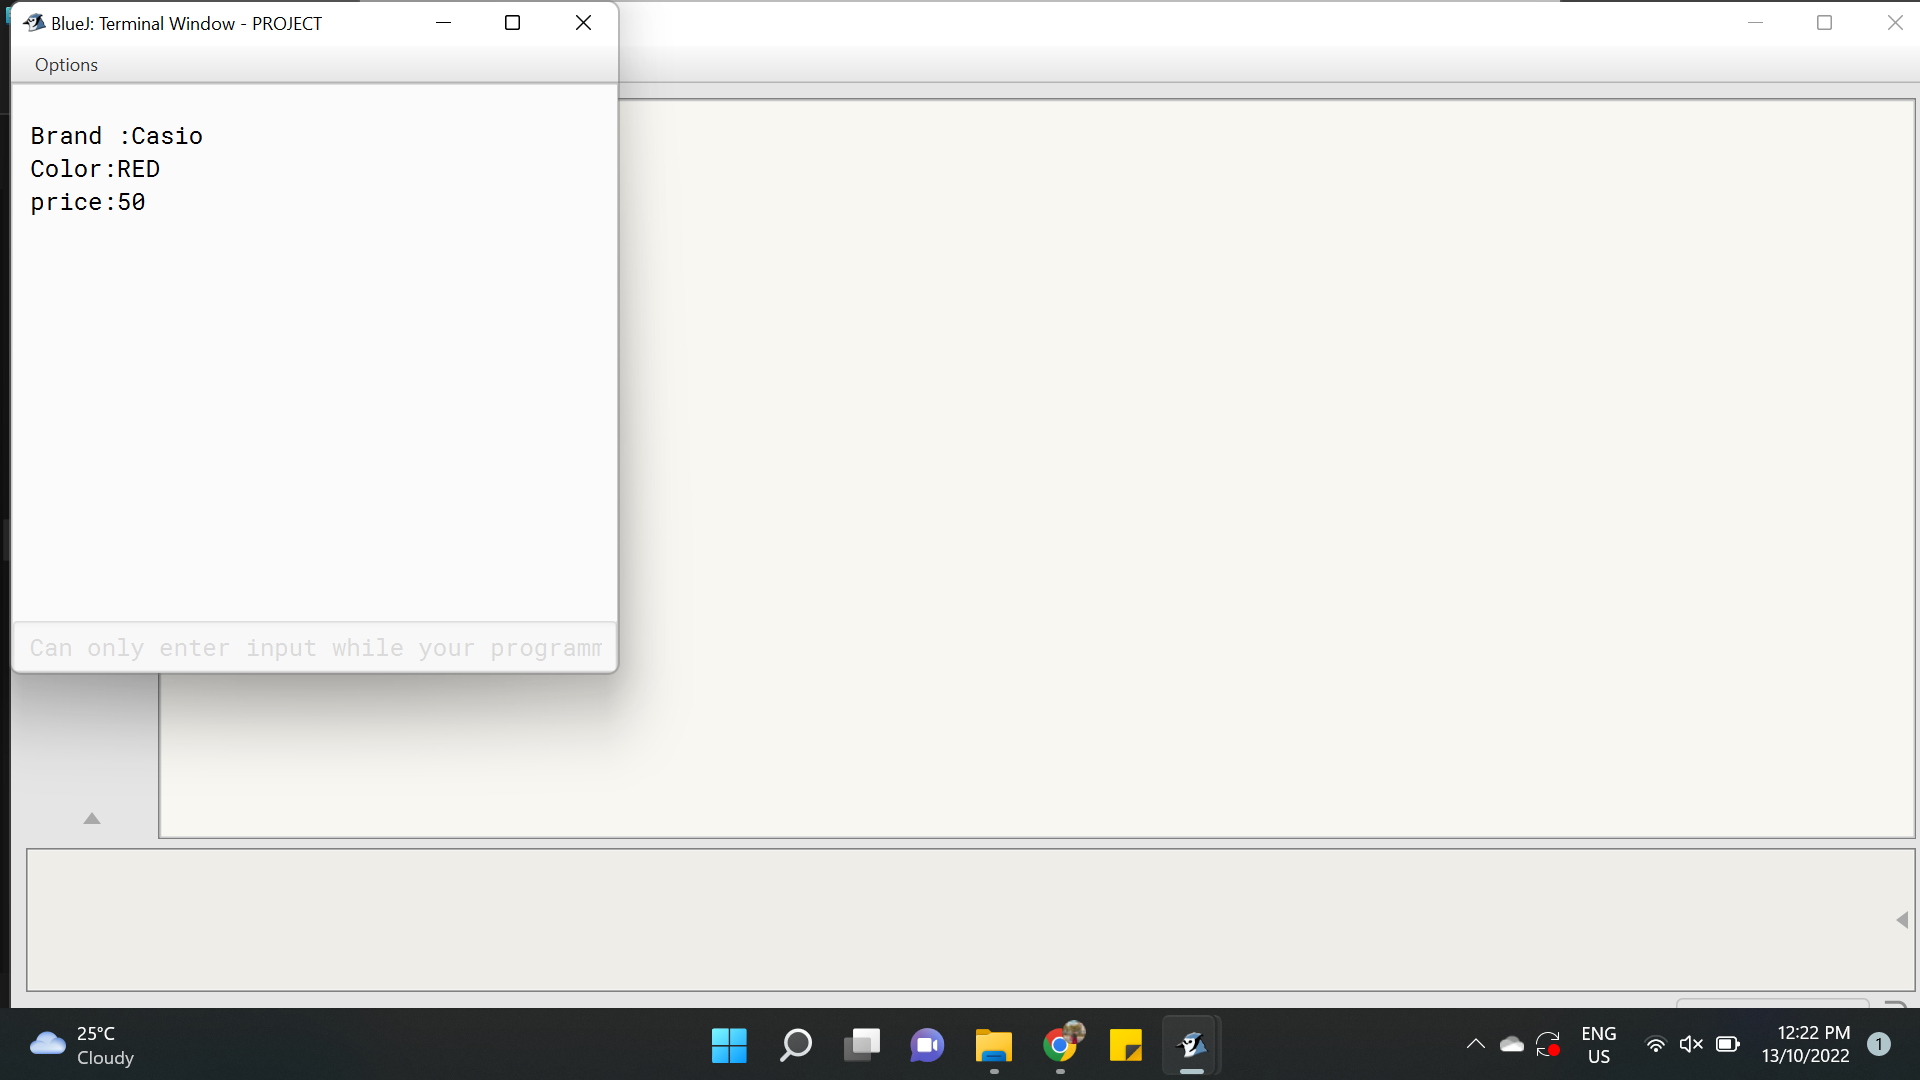 BlueJ: Terminal Window - PROJECT
Options
Brand :Casio
Color:RED
price:50
Can only enter input while your programm
25°C
Cloudy
ENG
US
12:22 PM
13/10/2022
1